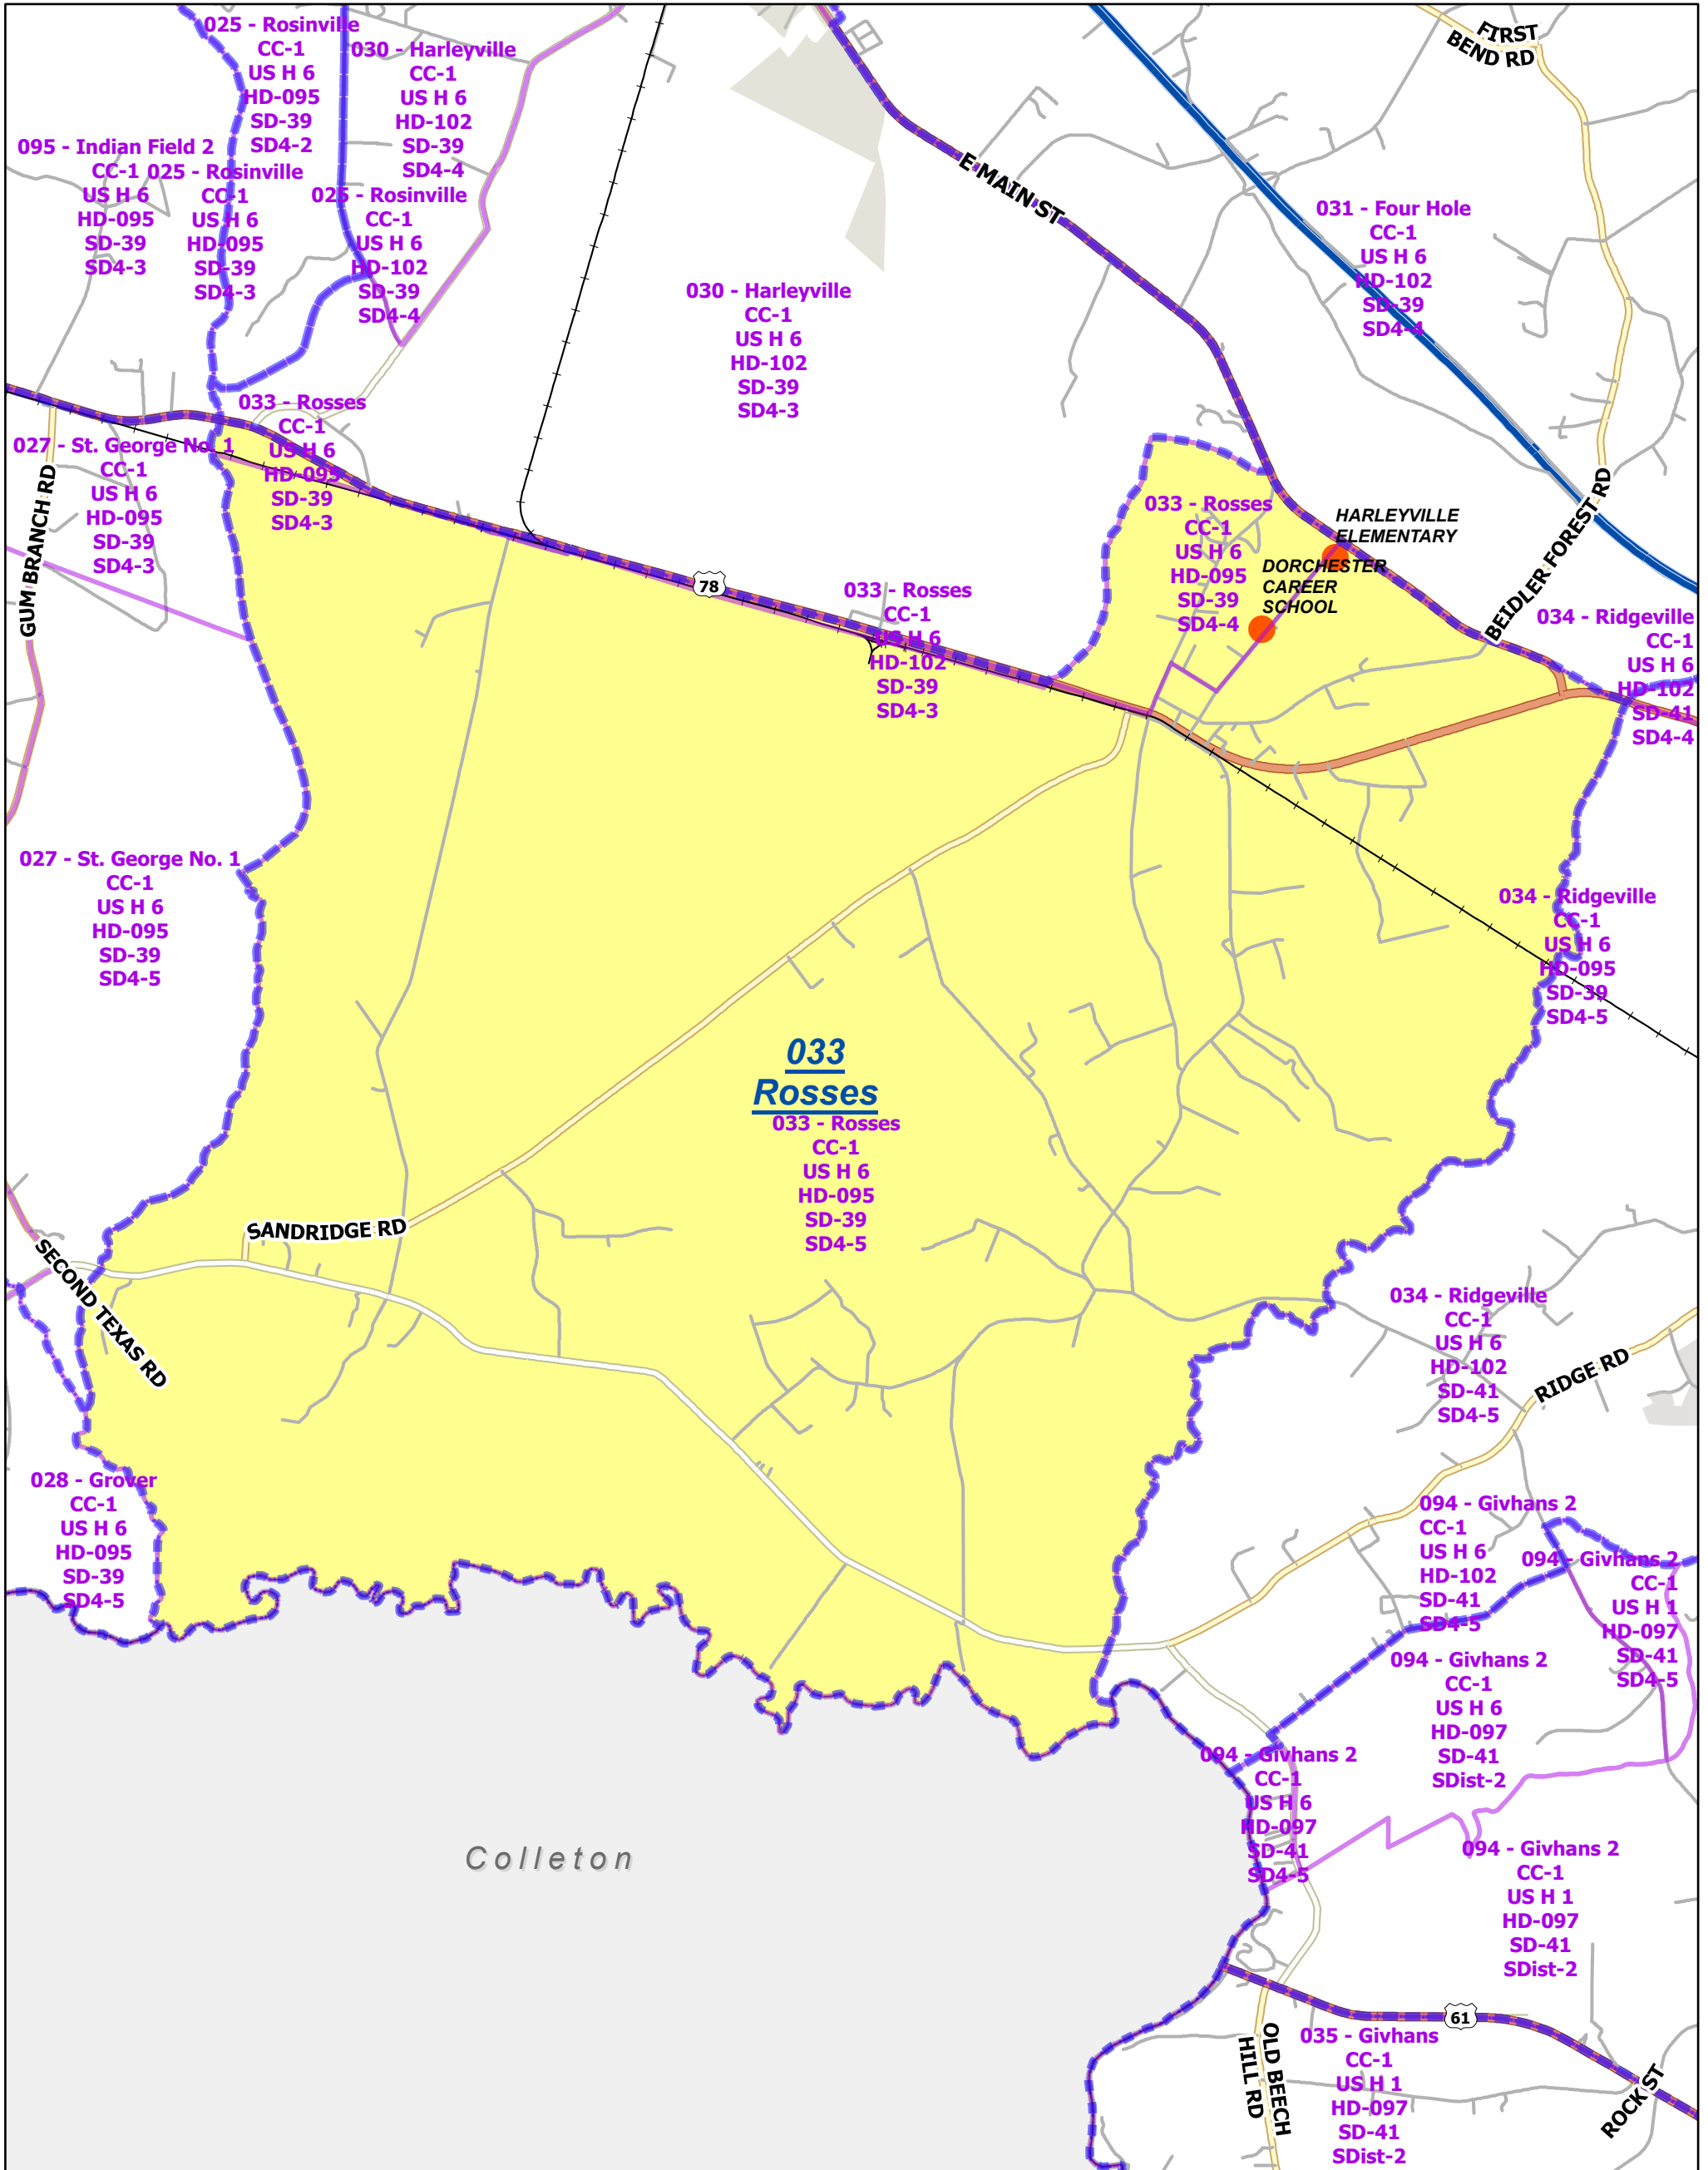 025 - Rosinville
CC-1
US H 6
HD-095
SD-39
SD4-2
030 - Harleyville
CC-1
US H 6
HD-102
SD-39
SD4-4
FIRST
BEND RD
095 - Indian Field 2
CC-1
US H 6
HD-095
SD-39
SD4-3
025 - Rosinville
CC-1
US H 6
HD-095
SD-39
SD4-3
025 - Rosinville
CC-1
US H 6
HD-102
SD-39
SD4-4
E MAIN ST
031 - Four Hole
CC-1
US H 6
HD-102
SD-39
SD4-4
030 - Harleyville
CC-1
US H 6
HD-102
SD-39
SD4-3
033 - Rosses
CC-1
US H 6
HD-095
SD-39
SD4-3
027 - St. George No. 1
CC-1
US H 6
HD-095
SD-39
SD4-3
GUM BRANCH RD
78
033 - Rosses
CC-1
US H 6
HD-102
SD-39
SD4-3
033 - Rosses
CC-1
US H 6
HD-095
SD-39
SD4-4
HARLEYVILLE
ELEMENTARY
DORCHESTER
CAREER
SCHOOL
BEIDLER FOREST RD
034 - Ridgeville
CC-1
US H 6
HD-102
SD-41
SD4-4
027 - St. George No. 1
CC-1
US H 6
HD-095
SD-39
SD4-5
034 - Ridgeville
CC-1
US H 6
HD-095
SD-39
SD4-5
033
Rosses
033 - Rosses
CC-1
US H 6
HD-095
SD-39
SD4-5
SANDRIDGE RD
SECOND TEXAS RD
034 - Ridgeville
CC-1
US H 6
HD-102
SD-41
SD4-5
RIDGE RD
028 - Grover
CC-1
US H 6
HD-095
SD-39
SD4-5
094 - Givhans 2
CC-1
US H 6
HD-102
SD-41
SD4-5
094 - Givhans 2
CC-1
US H 1
HD-097
SD-41
SD4-5
094 - Givhans 2
CC-1
US H 6
HD-097
SD-41
SDist-2
094 - Givhans 2
CC-1
US H 6
HD-097
SD-41
SD4-5
Colleton
094 - Givhans 2
CC-1
US H 1
HD-097
SD-41
SDist-2
61
035 - Givhans
CC-1
US H 1
HD-097
SD-41
SDist-2
OLD BEECH
HILL RD
ROCK ST